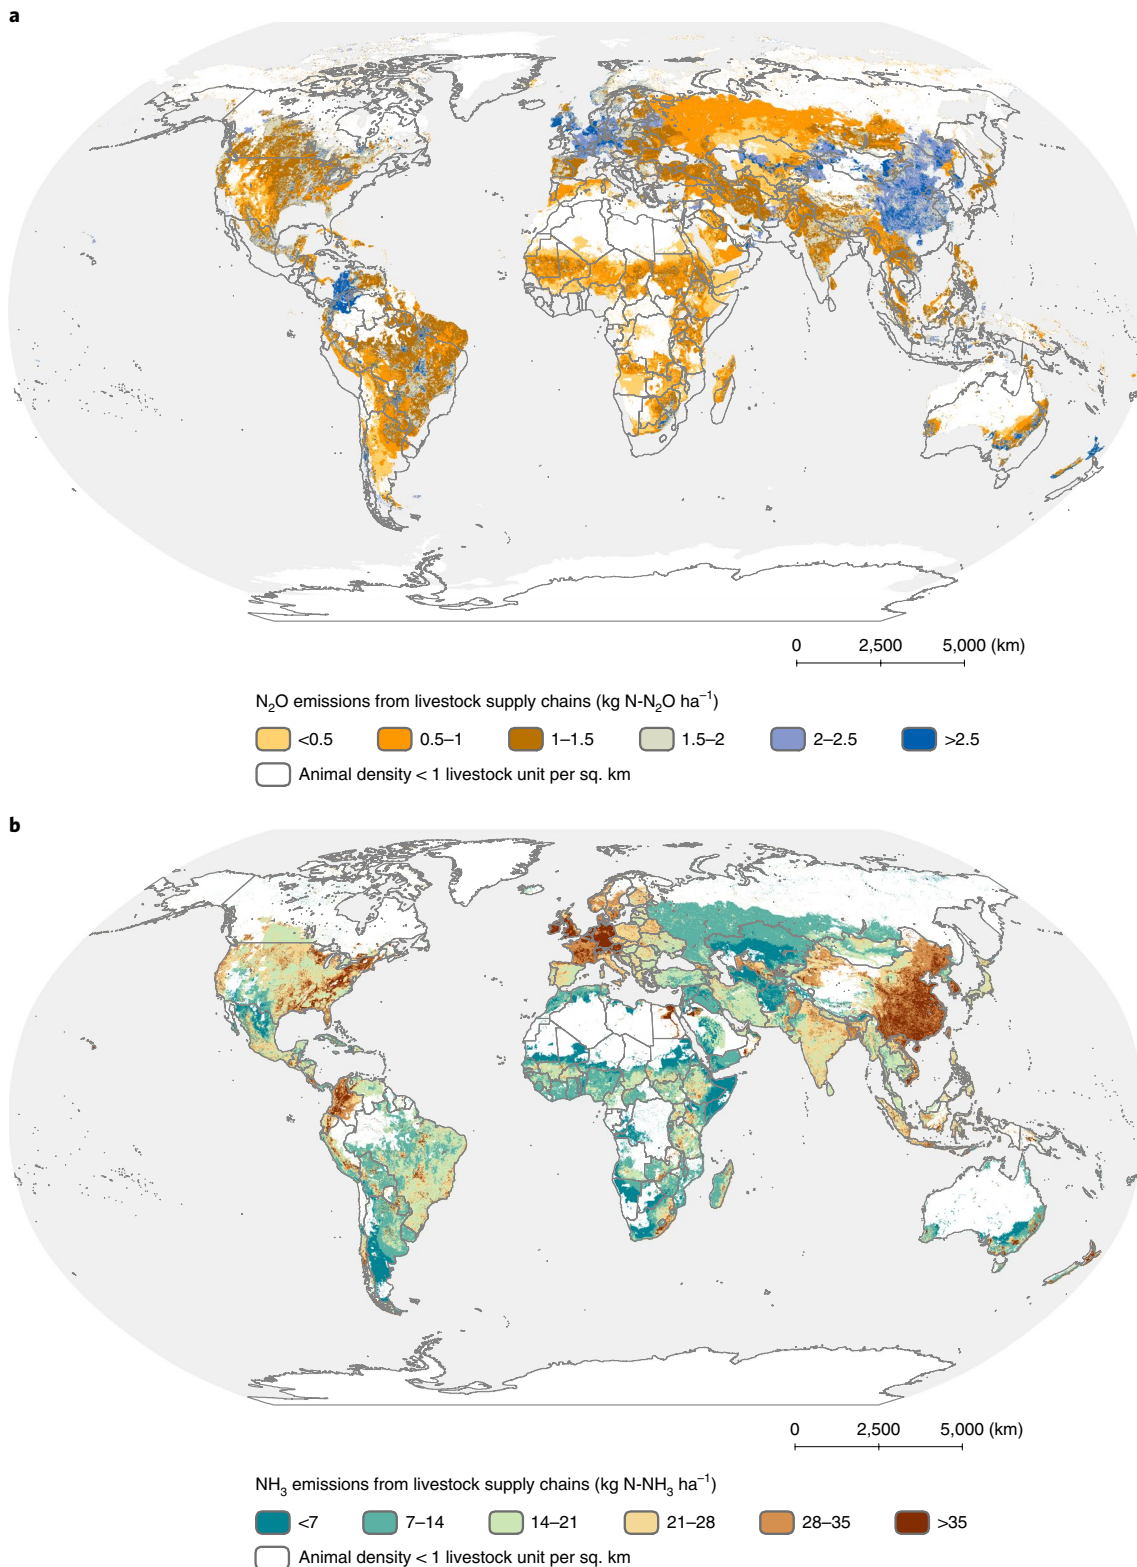 a
0 2,500 5,000 (km)
N₂O emissions from livestock supply chains (kg N-N₂O ha⁻¹)
<0.5 0.5–1 1–1.5 1.5–2 2–2.5 >2.5
Animal density < 1 livestock unit per sq. km
b
0 2,500 5,000 (km)
NH₃ emissions from livestock supply chains (kg N-NH₃ ha⁻¹)
<7 7–14 14–21 21–28 28–35 >35
Animal density < 1 livestock unit per sq. km